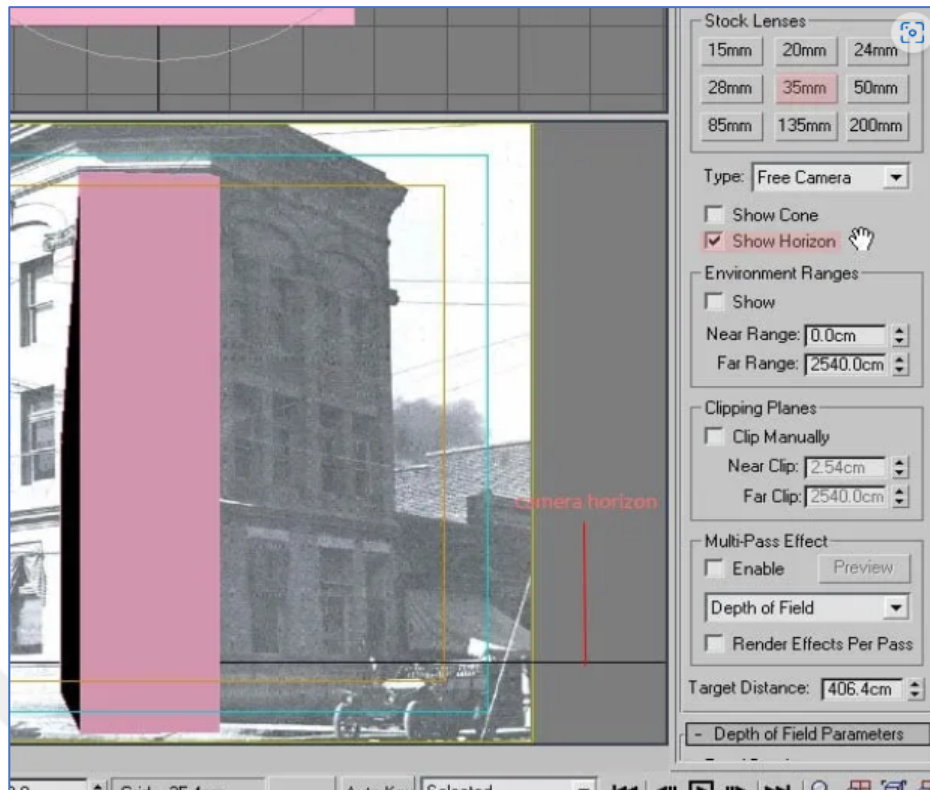 Stock Lenses
15mm 20mm 24mm
28mm 35mm 50mm
85mm 135mm 200mm
Type: Free Camera
Show Cone
Show Horizon
Environment Ranges
Show
Near Range: 0.0cm
Far Range: 2540.0cm
Clipping Planes
Clip Manually
Near Clip: 2.54cm
Far Clip: 2540.0cm
camera horizon
Multi-Pass Effect
Enable Preview
Depth of Field
Render Effects Per Pass
Target Distance: 406.4cm
- Depth of Field Parameters
Selected